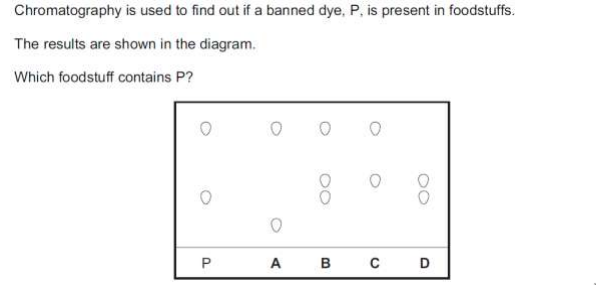 Chromatography is used to find out if a banned dye, P, is present in foodstuffs.
The results are shown in the diagram.
Which foodstuff contains P?
P A B C D